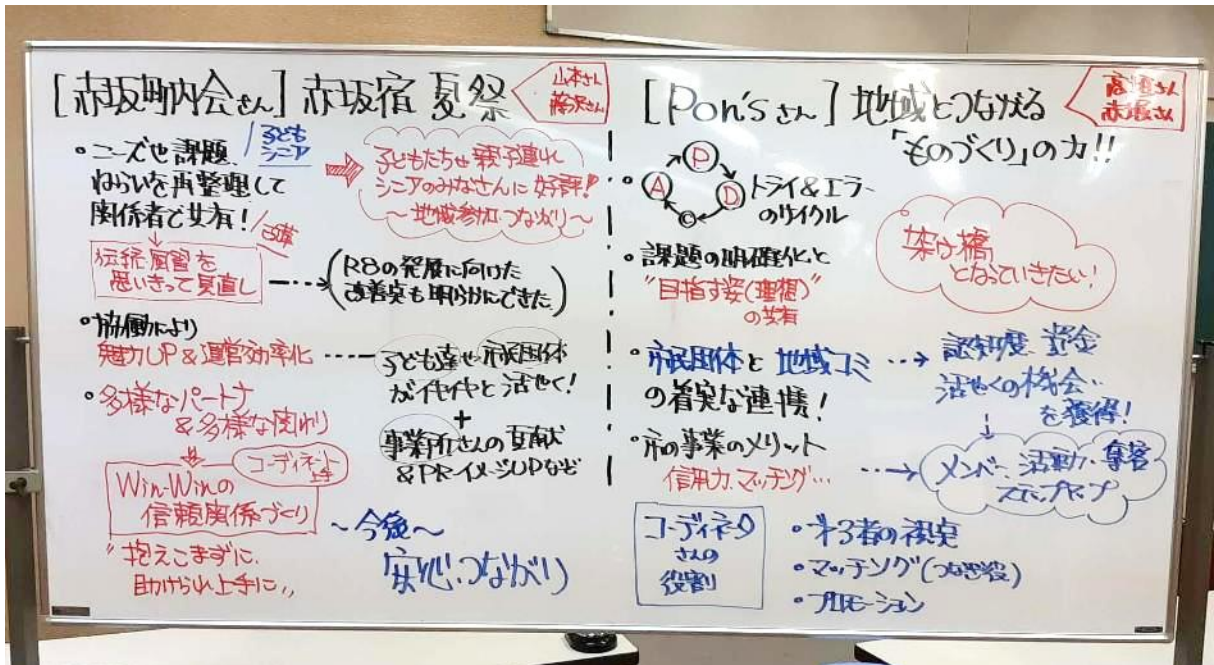 [赤坂町内会さん] 赤坂宿 夏祭
山本さん
藤沢さん
・ニーズや課題、
子ども
シニア
ねらいを再整理して
関係者で共有!
子どもたちや親子連れ
シニアのみなさんに好評!
~地域参加・つながり~
改革
伝統・風習を
思いきって見直し
(R8の発展に向けた
改善点も明らかにできた)
・協働により
魅力UP&運営効率化
子ども達や市民団体
がイキイキと活やく!
+
事業所さんの貢献
&PR・イメージUPなど
・多様なパートナー
&多様な関わり
コーディネート
Win-Winの
信頼関係づくり
"抱えこまずに、
助けられ上手に"
~今後~
安心・つながり
[Pon'sさん] 地域とつながる
「ものづくり」の力!!
赤堀さん
・
P
D
C
A
トライ&エラー
のサイクル
・課題の明確化と
"目指す姿(理想)"
の共有
架け橋
となっていきたい!
・市民団体と地域コミ
の着実な連携!
認知度、資金
活やくの機会…
を獲得!
・市の事業のメリット
信用力、マッチング…
メンバー、活動力、集客
ステップアップ
コーディネータ
さんの
役割
・第3者の視点
・マッチング(つなぎ役)
・プロモーション